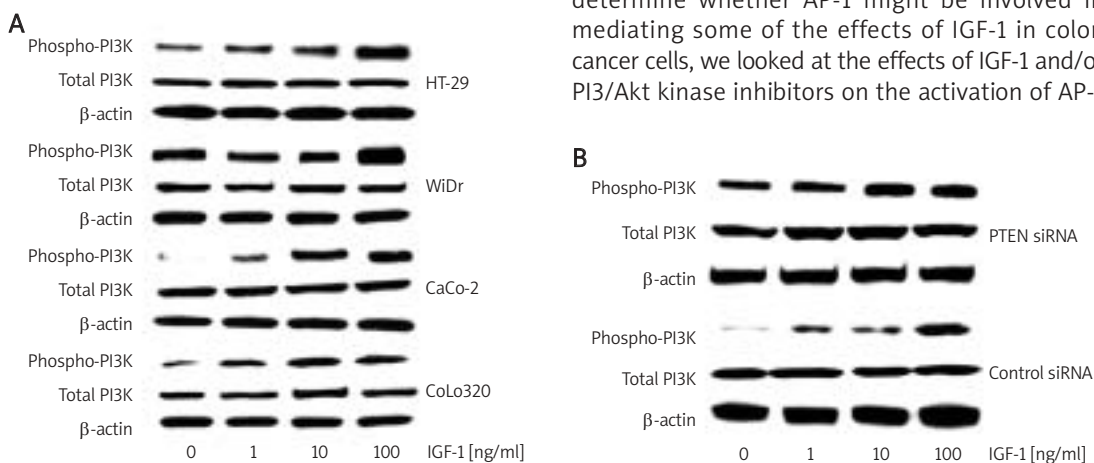 A
Phospho-PI3K
Total PI3K
HT-29
β-actin
Phospho-PI3K
Total PI3K
WiDr
β-actin
Phospho-PI3K
Total PI3K
CaCo-2
β-actin
Phospho-PI3K
Total PI3K
CoLo320
β-actin
0 1 10 100 IGF-1 [ng/ml]
determine whether AP-1 might be involved i
mediating some of the effects of IGF-1 in color
cancer cells, we looked at the effects of IGF-1 and/o
PI3/Akt kinase inhibitors on the activation of AP-
B
Phospho-PI3K
Total PI3K
PTEN siRNA
β-actin
Phospho-PI3K
Total PI3K
Control siRNA
β-actin
0 1 10 100 IGF-1 [ng/ml]